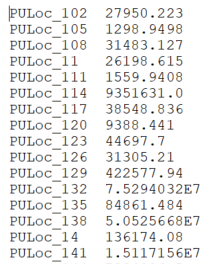 PULoc_102 27950.223
PULoc_105 1298.9498
PULoc_108 31483.127
PULoc_11 26198.615
PULoc_111 1559.9408
PULoc_114 9351631.0
PULoc_117 38548.836
PULoc_120 9388.441
PULoc_123 44697.7
PULoc_126 31305.21
PULoc_129 422577.94
PULoc_132 7.5294032E7
PULoc_135 84861.484
PULoc_138 5.0525668E7
PULoc_14 136174.08
PULoc_141 1.5117156E7